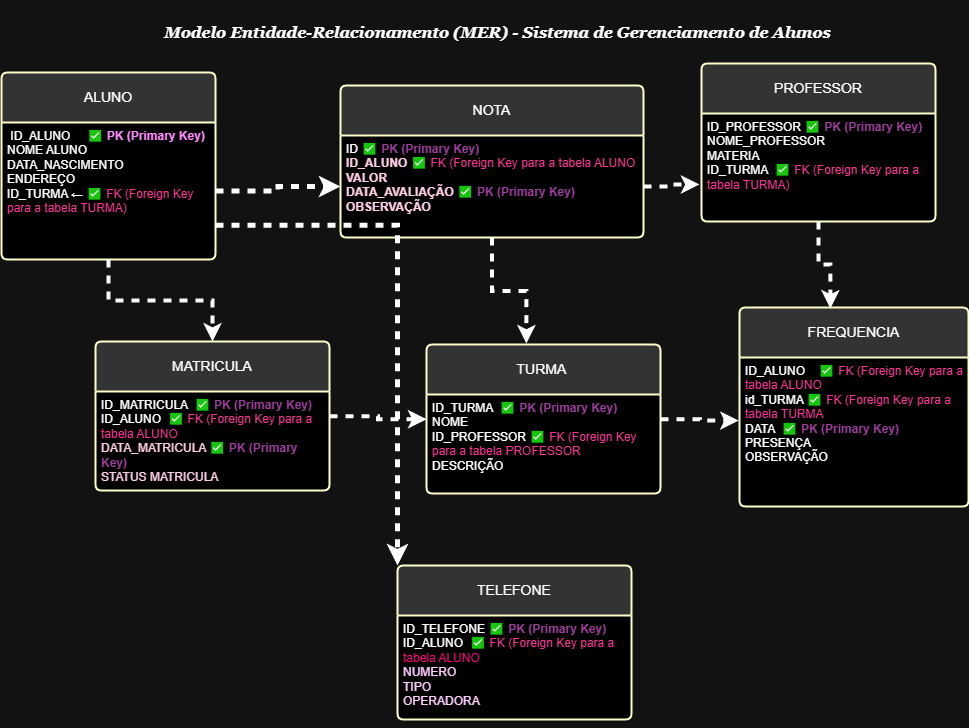 Modelo Entidade-Relacionamento (MER) - Sistema de Gerenciamento de Alunos
ALUNO
ID_ALUNO ✅ PK (Primary Key)
NOME ALUNO
DATA_NASCIMENTO
ENDEREÇO
ID_TURMA ← ✅ FK (Foreign Key
para a tabela TURMA)
NOTA
ID ✅ PK (Primary Key)
ID_ALUNO ✅ FK (Foreign Key para a tabela ALUNO
VALOR
DATA_AVALIAÇÃO ✅ PK (Primary Key)
OBSERVAÇÃO
PROFESSOR
ID_PROFESSOR ✅ PK (Primary Key)
NOME_PROFESSOR
MATERIA
ID_TURMA ✅ FK (Foreign Key para a
tabela TURMA)
MATRICULA
ID_MATRICULA ✅ PK (Primary Key)
ID_ALUNO ✅ FK (Foreign Key para a
tabela ALUNO
DATA_MATRICULA ✅ PK (Primary
Key)
STATUS MATRICULA
TURMA
ID_TURMA ✅ PK (Primary Key)
NOME
ID_PROFESSOR ✅ FK (Foreign Key
para a tabela PROFESSOR
DESCRIÇÃO
FREQUENCIA
ID_ALUNO ✅ FK (Foreign Key para a
tabela ALUNO
id_TURMA ✅ FK (Foreign Key para a
tabela TURMA
DATA ✅ PK (Primary Key)
PRESENÇA
OBSERVAÇÃO
TELEFONE
ID_TELEFONE ✅ PK (Primary Key)
ID_ALUNO ✅ FK (Foreign Key para a
tabela ALUNO
NUMERO
TIPO
OPERADORA